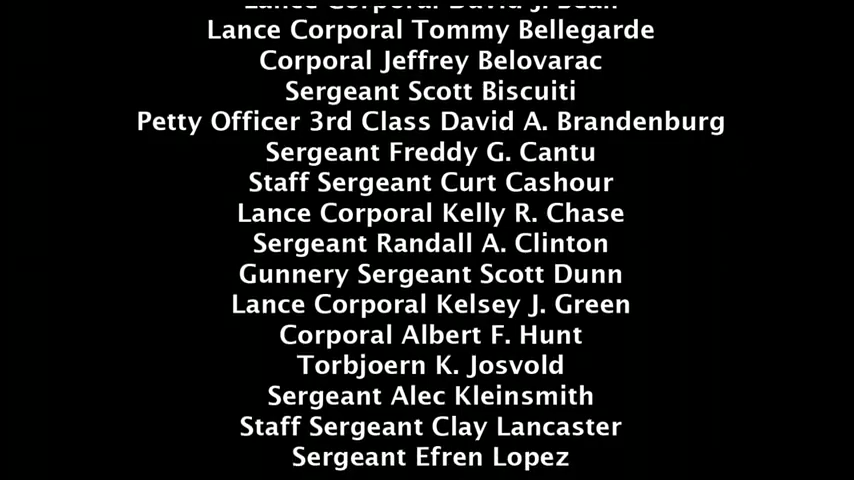 Lance Corporal David J. Bean
Lance Corporal Tommy Bellegarde
Corporal Jeffrey Belovarac
Sergeant Scott Biscuiti
Petty Officer 3rd Class David A. Brandenburg
Sergeant Freddy G. Cantu
Staff Sergeant Curt Cashour
Lance Corporal Kelly R. Chase
Sergeant Randall A. Clinton
Gunnery Sergeant Scott Dunn
Lance Corporal Kelsey J. Green
Corporal Albert F. Hunt
Torbjoern K. Josvold
Sergeant Alec Kleinsmith
Staff Sergeant Clay Lancaster
Sergeant Efren Lopez